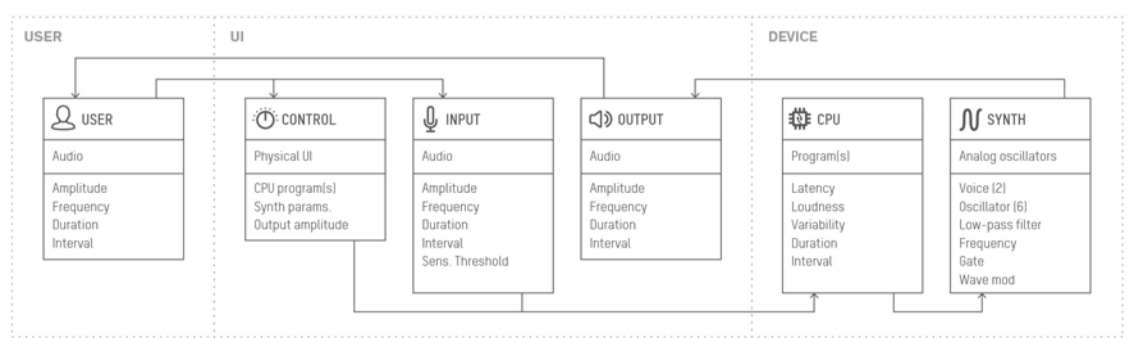 USER
UI
DEVICE
USER
Audio
Amplitude
Frequency
Duration
Interval
CONTROL
Physical UI
CPU program(s)
Synth params.
Output amplitude
INPUT
Audio
Amplitude
Frequency
Duration
Interval
Sens. Threshold
OUTPUT
Audio
Amplitude
Frequency
Duration
Interval
CPU
Program(s)
Latency
Loudness
Variability
Duration
Interval
SYNTH
Analog oscillators
Voice (2)
Oscillator (6)
Low-pass filter
Frequency
Gate
Wave mod